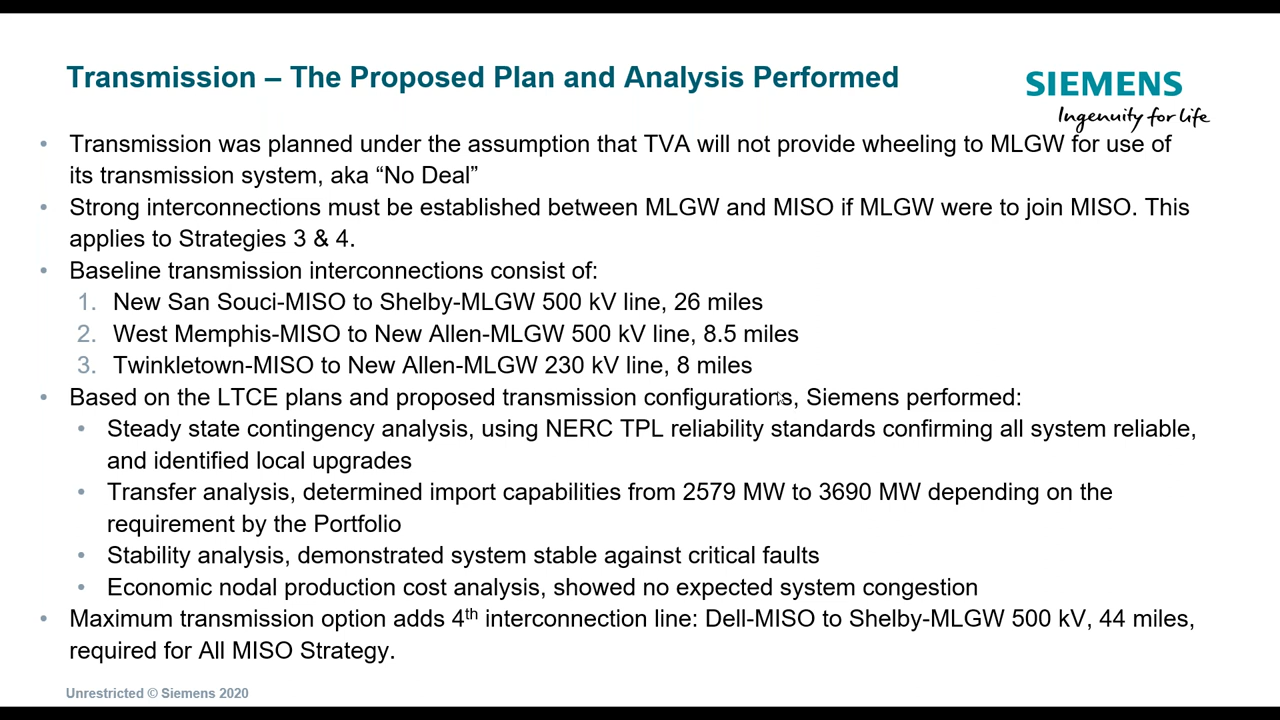 Transmission – The Proposed Plan and Analysis Performed
SIEMENS
Ingenuity for life
• Transmission was planned under the assumption that TVA will not provide wheeling to MLGW for use of
its transmission system, aka “No Deal”
• Strong interconnections must be established between MLGW and MISO if MLGW were to join MISO. This
applies to Strategies 3 & 4.
• Baseline transmission interconnections consist of:
1. New San Souci-MISO to Shelby-MLGW 500 kV line, 26 miles
2. West Memphis-MISO to New Allen-MLGW 500 kV line, 8.5 miles
3. Twinkletown-MISO to New Allen-MLGW 230 kV line, 8 miles
• Based on the LTCE plans and proposed transmission configurations, Siemens performed:
• Steady state contingency analysis, using NERC TPL reliability standards confirming all system reliable,
and identified local upgrades
• Transfer analysis, determined import capabilities from 2579 MW to 3690 MW depending on the
requirement by the Portfolio
• Stability analysis, demonstrated system stable against critical faults
• Economic nodal production cost analysis, showed no expected system congestion
• Maximum transmission option adds 4th interconnection line: Dell-MISO to Shelby-MLGW 500 kV, 44 miles,
required for All MISO Strategy.
Unrestricted © Siemens 2020